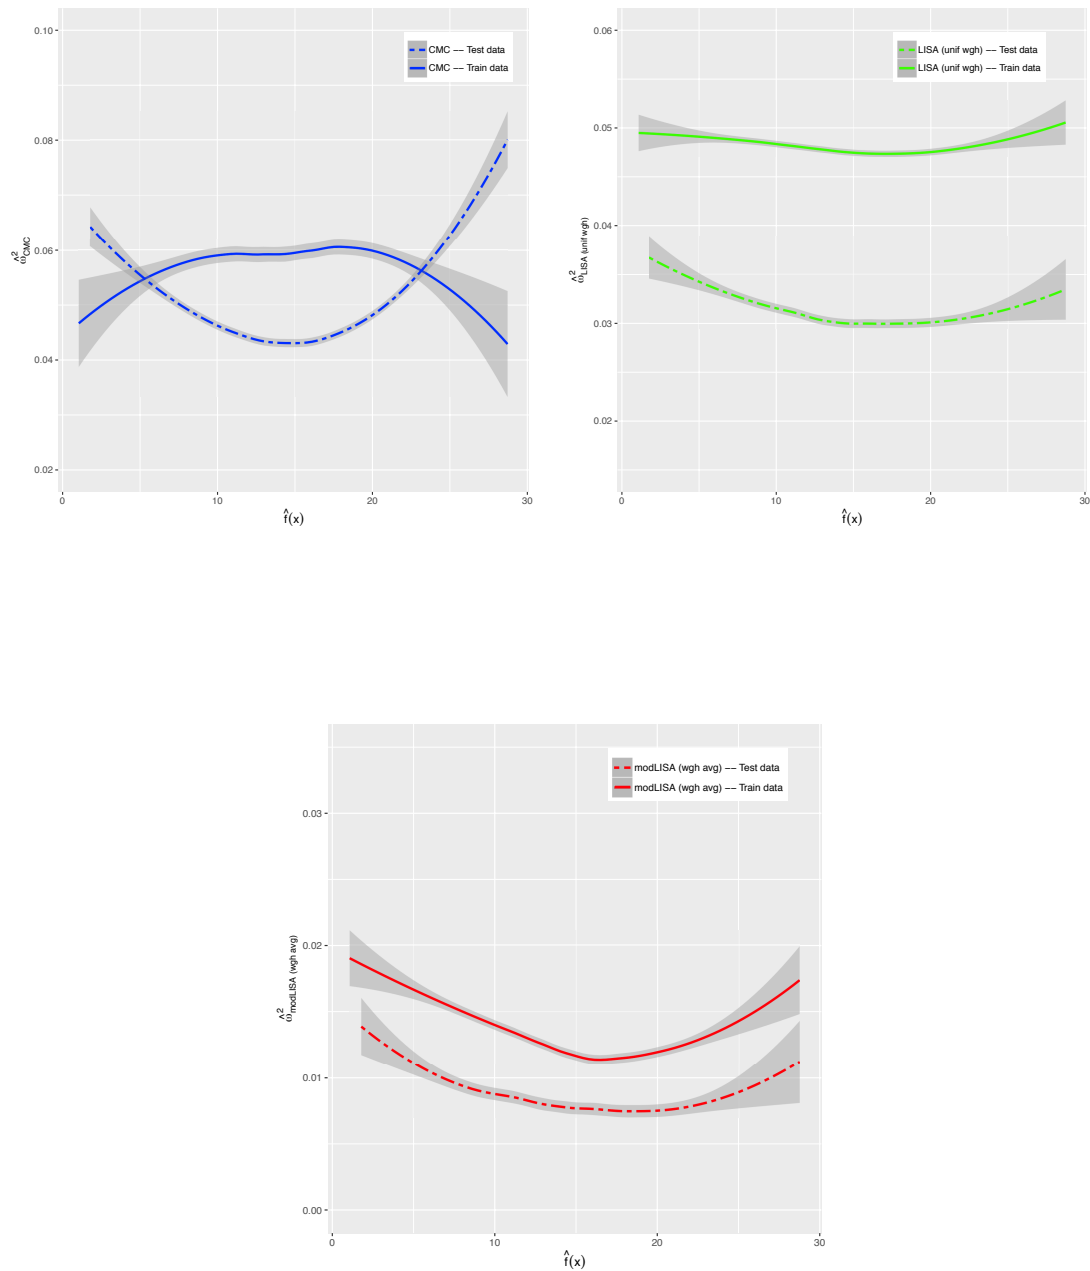 0.10
0.08
0.06
0.04
0.02
ω̂²CMC
CMC −− Test data
CMC −− Train data
0
10
20
30
f̂(x)
0.06
0.05
0.04
0.03
0.02
ω̂²LISA (unif wgh)
LISA (unif wgh) −− Test data
LISA (unif wgh) −− Train data
0
10
20
30
f̂(x)
0.03
0.02
0.01
0.00
ω̂²modLISA (wgh avg)
modLISA (wgh avg) −− Test data
modLISA (wgh avg) −− Train data
0
10
20
30
f̂(x)